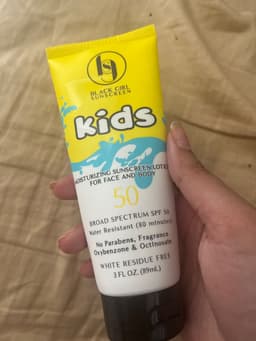 BLACK GIRL
SUNSCREEN
Kids
MOISTURIZING SUNSCREEN LOTION
FOR FACE AND BODY
50
BROAD SPECTRUM SPF 50
Water Resistant (80 minutes)
No Parabens, Fragrance
Oxybenzone & Octinoxate
WHITE RESIDUE FREE
3 FL OZ. (89mL)